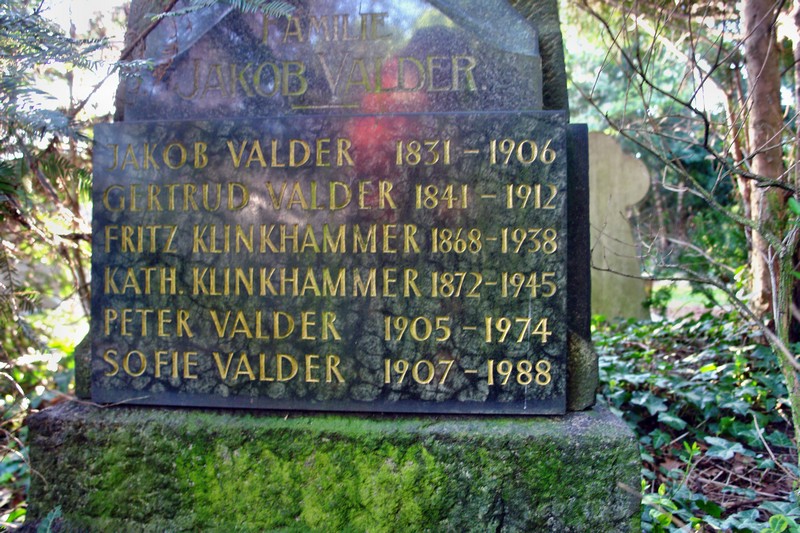 FAMILIE
JAKOB VALDER.
JAKOB VALDER 1831 – 1906
GERTRUD VALDER 1841 – 1912
FRITZ KLINKHAMMER 1868-1938
KATH. KLINKHAMMER 1872-1945
PETER VALDER 1905 – 1974
SOFIE VALDER 1907 – 1988